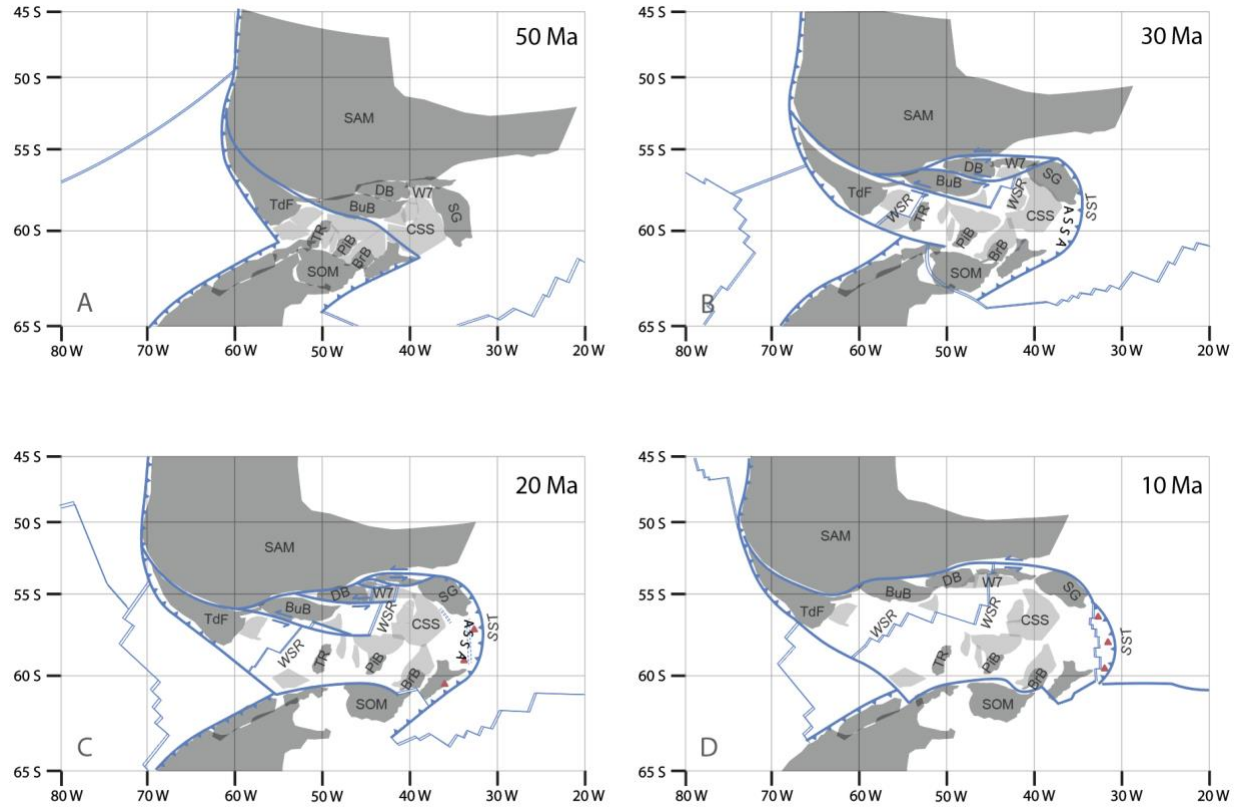 45 S
50 S
55 S
60 S
65 S
80 W
70 W
60 W
50 W
40 W
30 W
20 W
50 Ma
SAM
TdF
DB
W7
BuB
SG
CSS
TR
PiB
BrB
SOM
A
45 S
50 S
55 S
60 S
65 S
80 W
70 W
60 W
50 W
40 W
30 W
20 W
30 Ma
SAM
DB
W7
BuB
SG
TdF
WSR
TR
WSR
CSS
ASSA
SST
PiB
BrB
SOM
B
45 S
50 S
55 S
60 S
65 S
80 W
70 W
60 W
50 W
40 W
30 W
20 W
20 Ma
SAM
DB
W7
SG
BuB
TdF
WSR
CSS
ASSA
SST
WSR
TR
PiB
BrB
SOM
C
45 S
50 S
55 S
60 S
65 S
80 W
70 W
60 W
50 W
40 W
30 W
20 W
10 Ma
SAM
DB
W7
SG
BuB
TdF
WSR
WSR
CSS
SST
TR
PiB
BrB
SOM
D